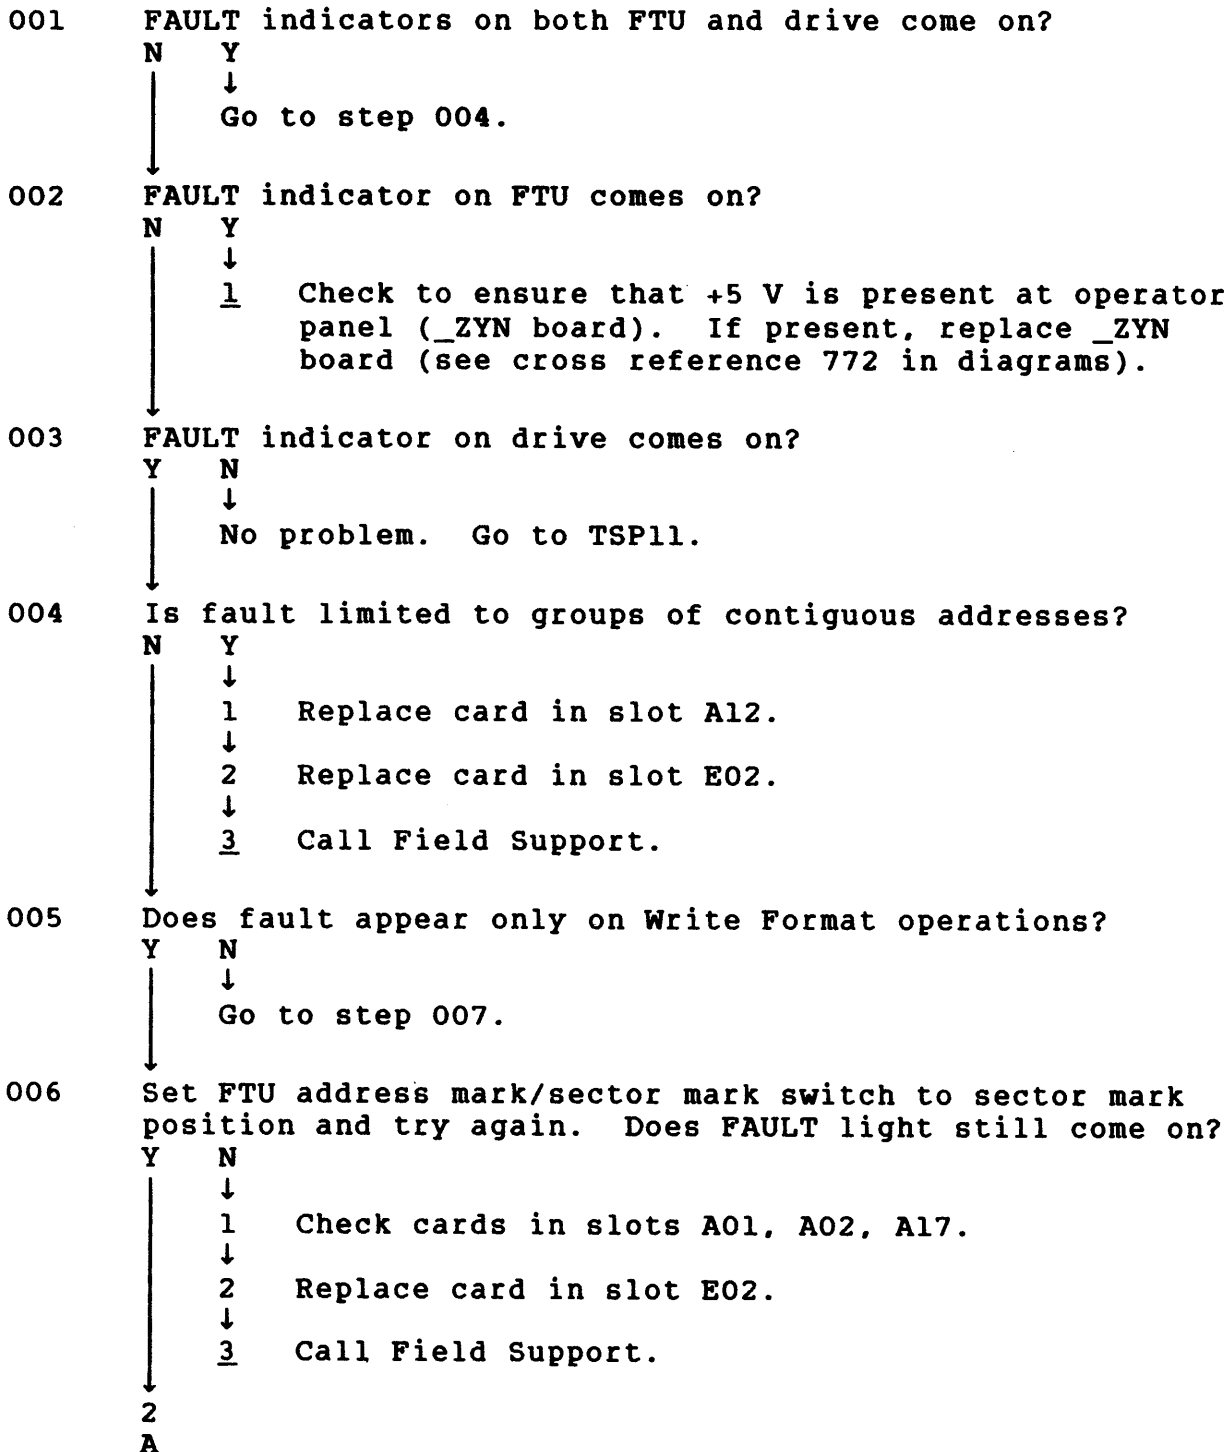 001 FAULT indicators on both FTU and drive come on?
N Y
↓
Go to step 004.
002 FAULT indicator on FTU comes on?
N Y
↓
1 Check to ensure that +5 V is present at operator
panel (_ZYN board). If present, replace _ZYN
board (see cross reference 772 in diagrams).
003 FAULT indicator on drive comes on?
Y N
↓
No problem. Go to TSP11.
004 Is fault limited to groups of contiguous addresses?
N Y
↓
1 Replace card in slot A12.
↓
2 Replace card in slot E02.
↓
3 Call Field Support.
005 Does fault appear only on Write Format operations?
Y N
↓
Go to step 007.
006 Set FTU address mark/sector mark switch to sector mark
position and try again. Does FAULT light still come on?
Y N
↓
1 Check cards in slots A01, A02, A17.
↓
2 Replace card in slot E02.
↓
3 Call Field Support.
2
A